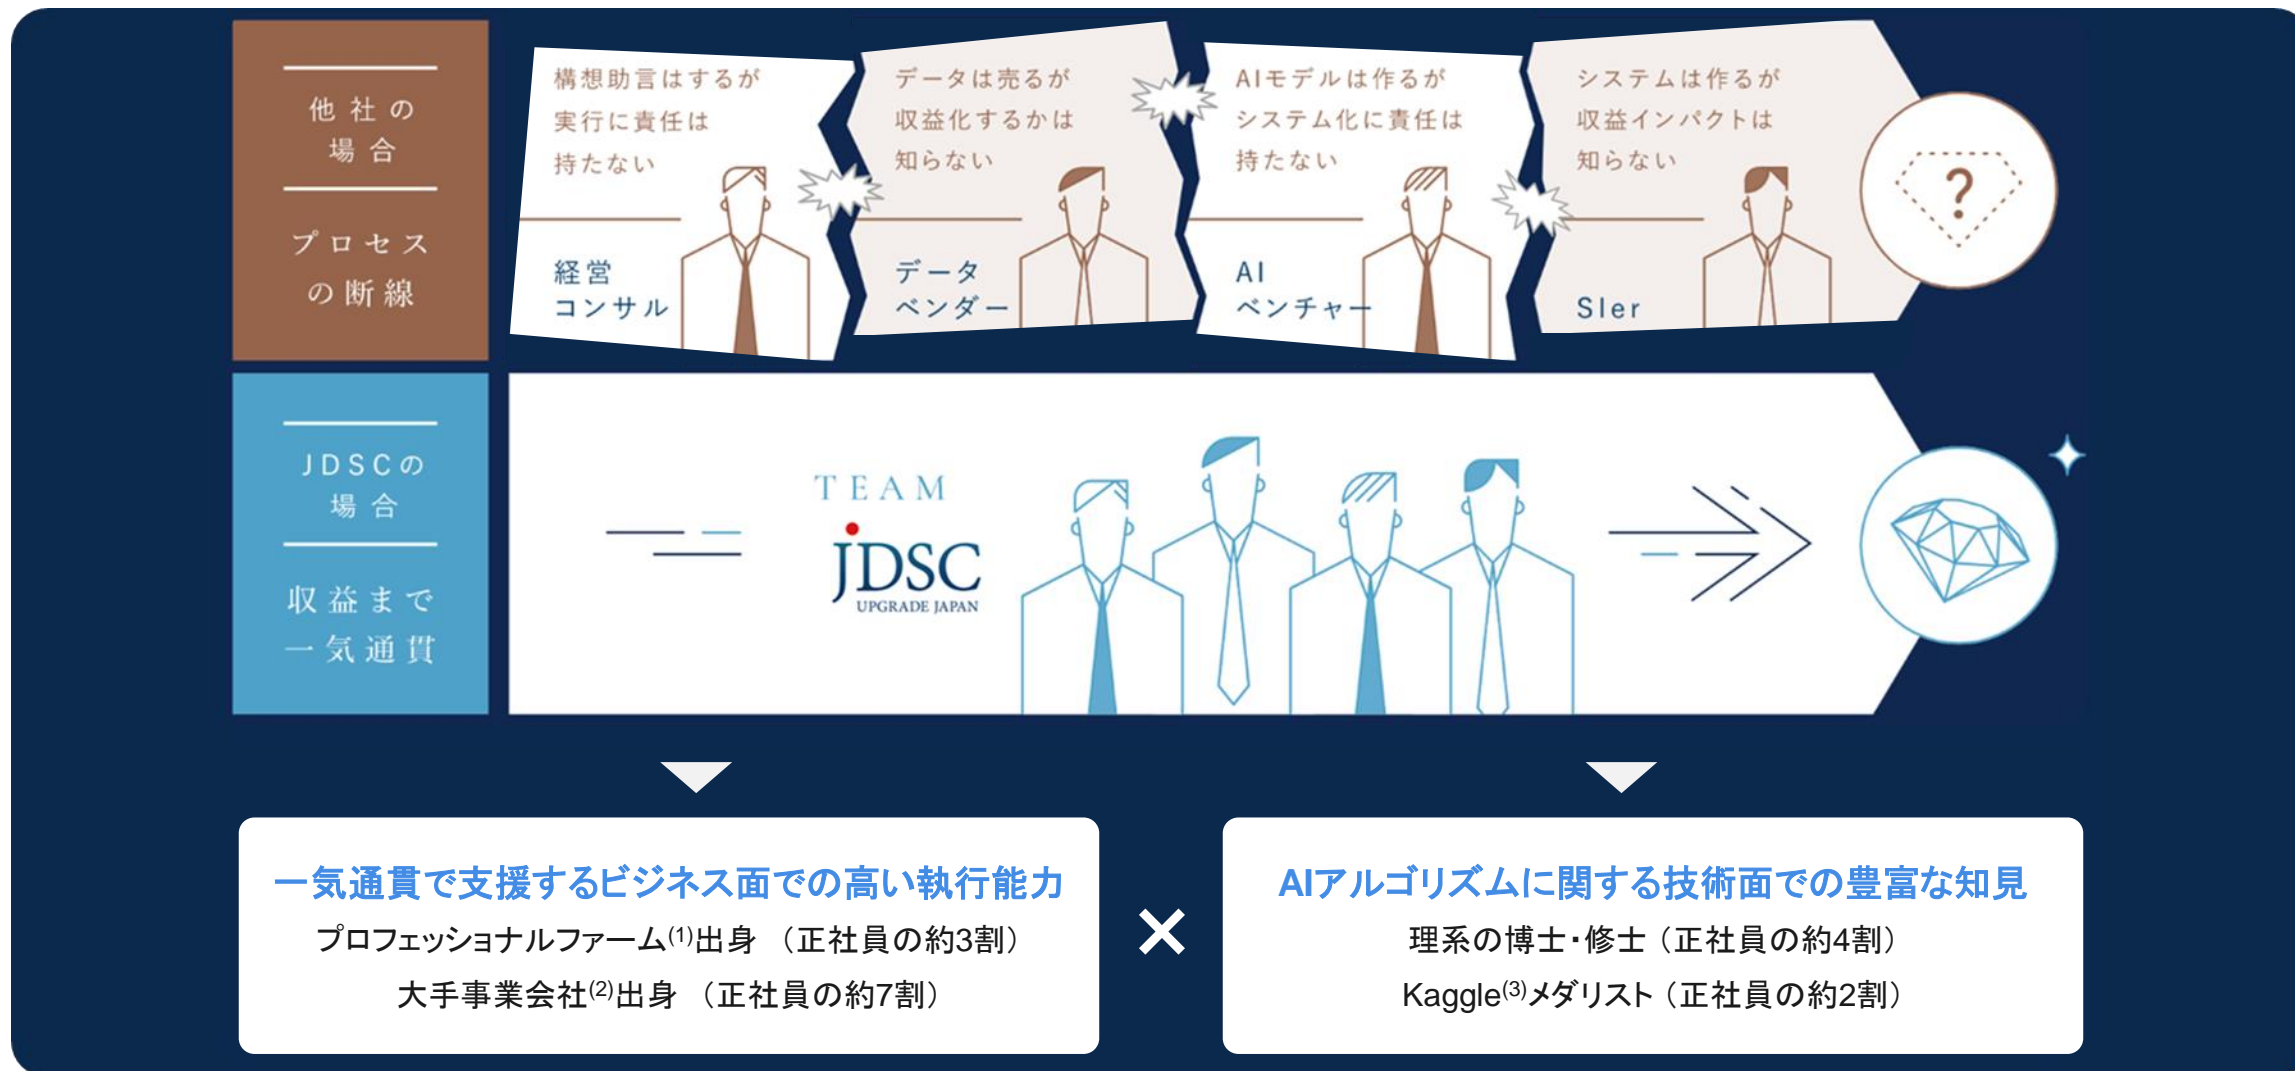 他社の
場合
プロセス
の断線
構想助言はするが
実行に責任は
持たない
経営
コンサル
データは売るが
収益化するかは
知らない
データ
ベンダー
AIモデルは作るが
システム化に責任は
持たない
AI
ベンチャー
システムは作るが
収益インパクトは
知らない
SIer
?
JDSCの
場合
収益まで
一気通貫
TEAM
JDSC
UPGRADE JAPAN
一気通貫で支援するビジネス面での高い執行能力
プロフェッショナルファーム(1)出身 （正社員の約3割）
大手事業会社(2)出身 （正社員の約7割）
×
AIアルゴリズムに関する技術面での豊富な知見
理系の博士・修士（正社員の約4割）
Kaggle(3)メダリスト（正社員の約2割）